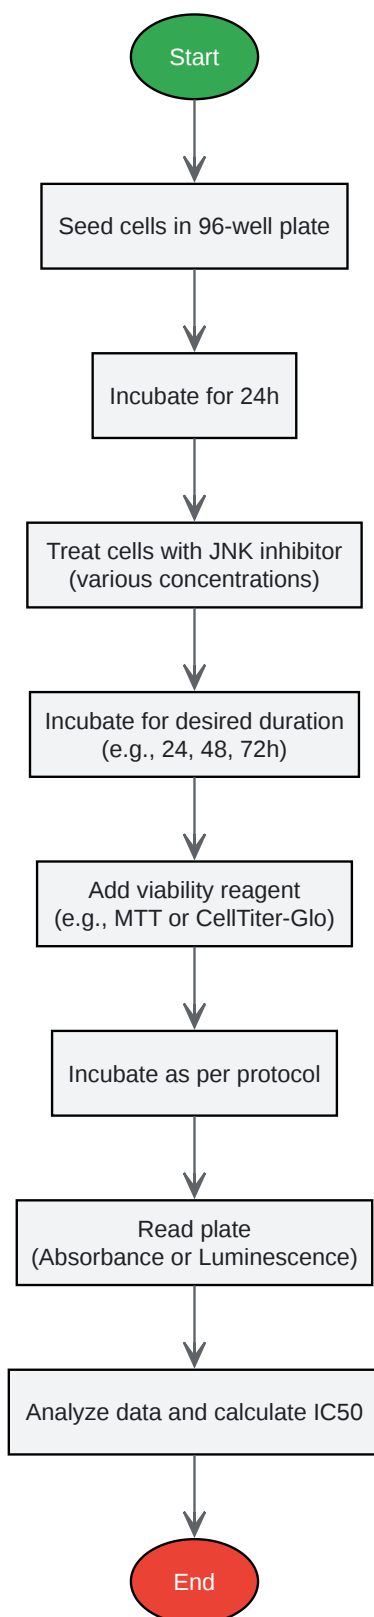 Start
Seed cells in 96-well plate
Incubate for 24h
Treat cells with JNK inhibitor
(various concentrations)
Incubate for desired duration
(e.g., 24, 48, 72h)
Add viability reagent
(e.g., MTT or CellTiter-Glo)
Incubate as per protocol
Read plate
(Absorbance or Luminescence)
Analyze data and calculate IC50
End